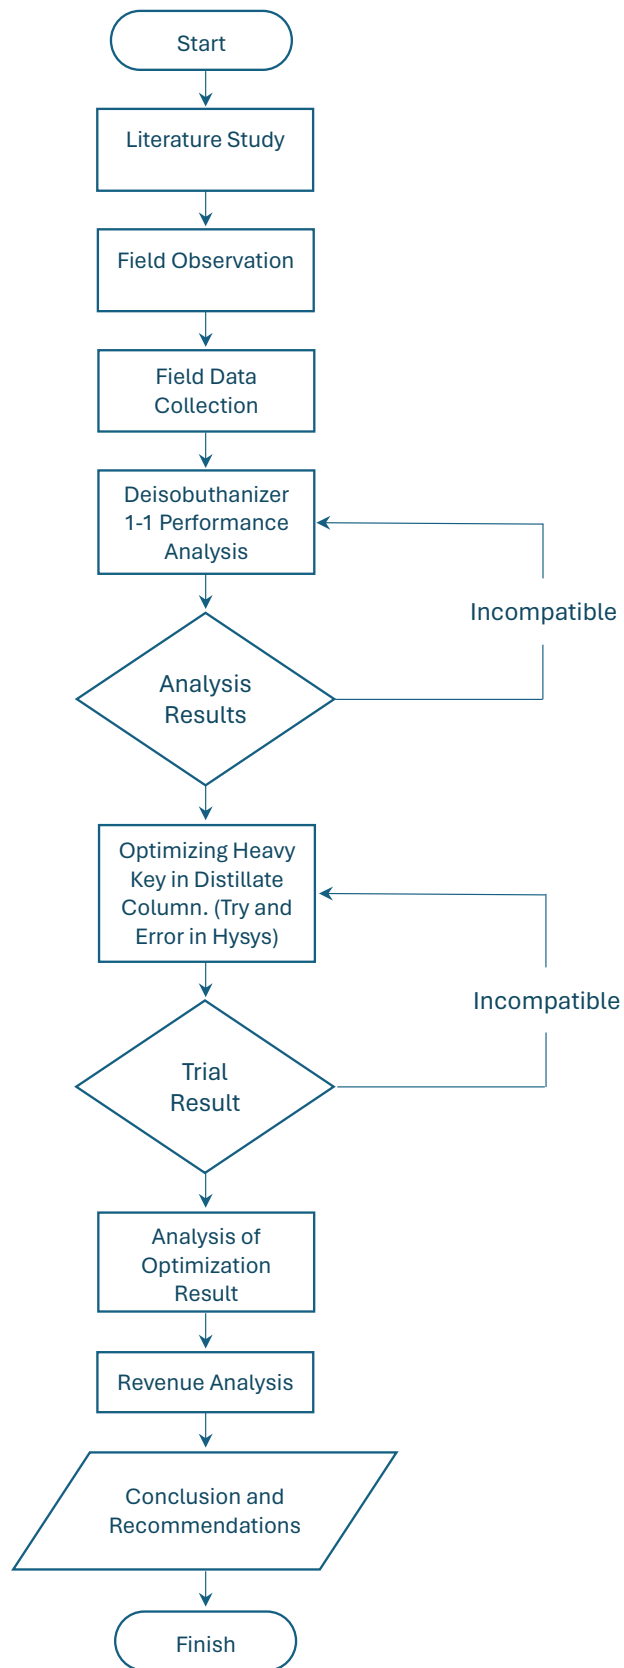 Start
Literature Study
Field Observation
Field Data
Collection
Deisobuthanizer
1-1 Performance
Analysis
Incompatible
Analysis
Results
Optimizing Heavy
Key in Distillate
Column. (Try and
Error in Hysys)
Incompatible
Trial
Result
Analysis of
Optimization
Result
Revenue Analysis
Conclusion and
Recommendations
Finish